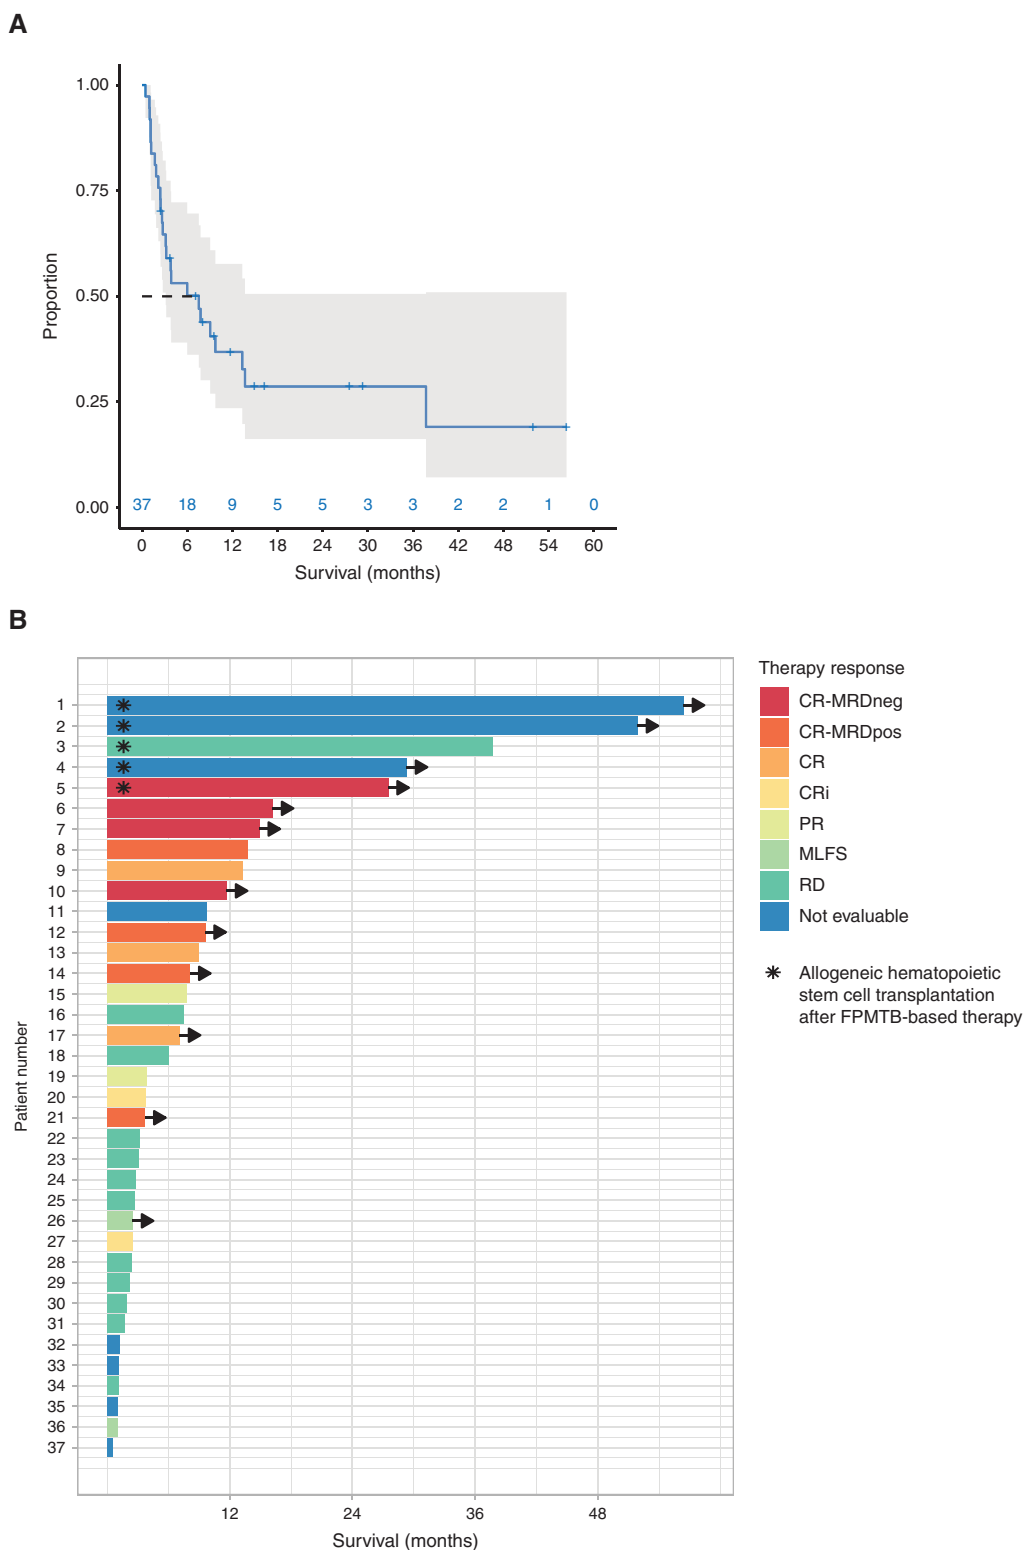 A
1.00
0.75
0.50
0.25
0.00
Proportion
37 18 9 5 5 3 3 2 2 1 0
0 6 12 18 24 30 36 42 48 54 60
Survival (months)
B
Patient number
1
2
3
4
5
6
7
8
9
10
11
12
13
14
15
16
17
18
19
20
21
22
23
24
25
26
27
28
29
30
31
32
33
34
35
36
37
12 24 36 48
Survival (months)
Therapy response
CR-MRDneg
CR-MRDpos
CR
CRi
PR
MLFS
RD
Not evaluable
Allogeneic hematopoietic
stem cell transplantation
after FPMTB-based therapy